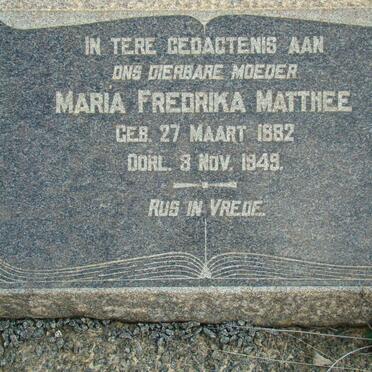 IN TERE GEDAGTENIS AAN
ONS DIERBARE MOEDER
MARIA FREDRIKA MATTHEE
GEB. 27 MAART 1882
OORL. 3 NOV. 1949.
RUS IN VREDE.